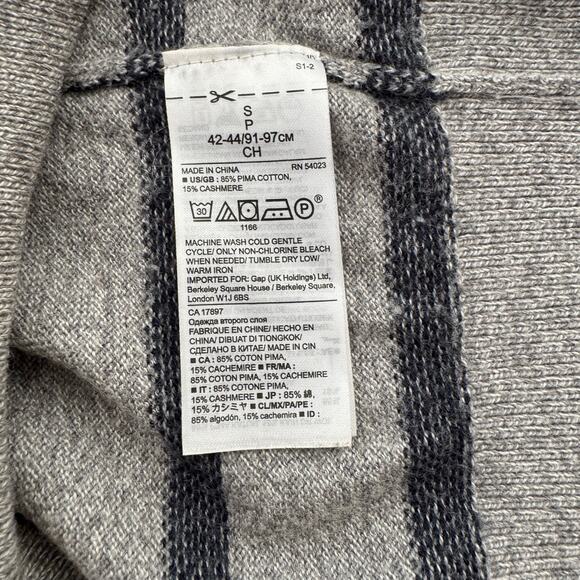 S1-2
S
P
42-44/91-97CM
CH
MADE IN CHINA RN 54023
■ US/GB : 85% PIMA COTTON,
15% CASHMERE
30 P ®
1166
MACHINE WASH COLD GENTLE
CYCLE/ ONLY NON-CHLORINE BLEACH
WHEN NEEDED/ TUMBLE DRY LOW/
WARM IRON
IMPORTED FOR: Gap (UK Holdings) Ltd,
Berkeley Square House / Berkeley Square,
London W1J 6BS
CA 17897
Одежда второго слоя
FABRIQUE EN CHINE/ HECHO EN
CHINA/ DIBUAT DI TIONGKOK/
СДЕЛАНО В КИТАЕ/ MADE IN CIN
■ CA : 85% COTON PIMA,
15% CACHEMIRE ■ FR/MA :
85% COTON PIMA, 15% CACHEMIRE
■ IT : 85% COTONE PIMA,
15% CACHEMIRE ■ JP : 85% 綿,
15% カシミヤ ■ CL/MX/PA/PE :
85% algodón, 15% cachemira ■ ID :